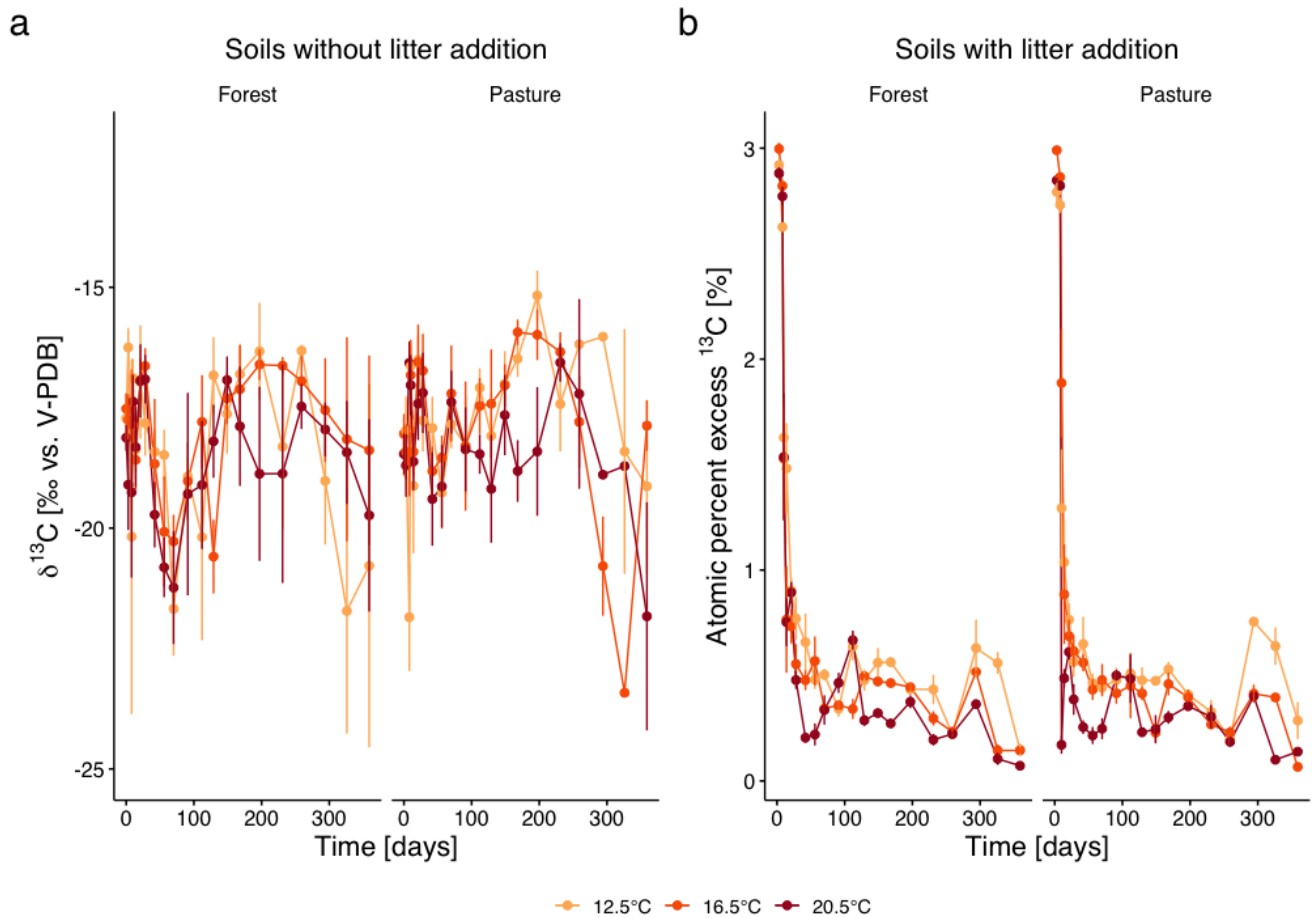 a
Soils without litter addition
Forest
Pasture
δ¹³C [‰ vs. V-PDB]
-15
-20
-25
0
100
200
300
0
100
200
300
Time [days]
b
Soils with litter addition
Forest
Pasture
Atomic percent excess ¹³C [%]
3
2
1
0
0
100
200
300
0
100
200
300
Time [days]
12.5°C
16.5°C
20.5°C